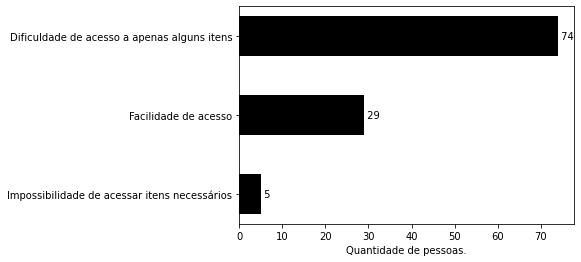 Dificuldade de acesso a apenas alguns itens 74
Facilidade de acesso 29
Impossibilidade de acessar itens necessários 5
0 10 20 30 40 50 60 70
Quantidade de pessoas.